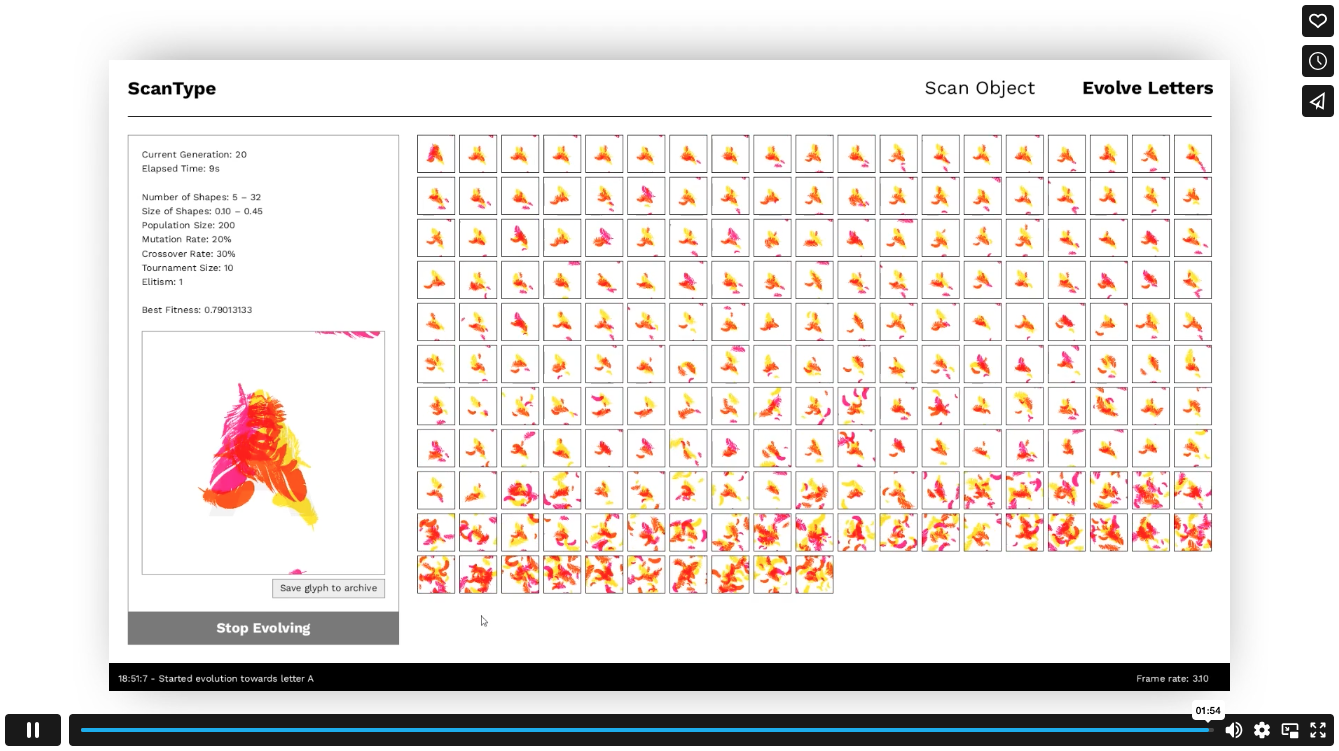 ScanType
Scan Object
Evolve Letters
Current Generation: 20
Elapsed Time: 9s
Number of Shapes: 5 – 32
Size of Shapes: 0.10 – 0.45
Population Size: 200
Mutation Rate: 20%
Crossover Rate: 30%
Tournament Size: 10
Elitism: 1
Best Fitness: 0.79013133
Save glyph to archive
Stop Evolving
18:51:7 - Started evolution towards letter A
Frame rate: 3.10
01:54